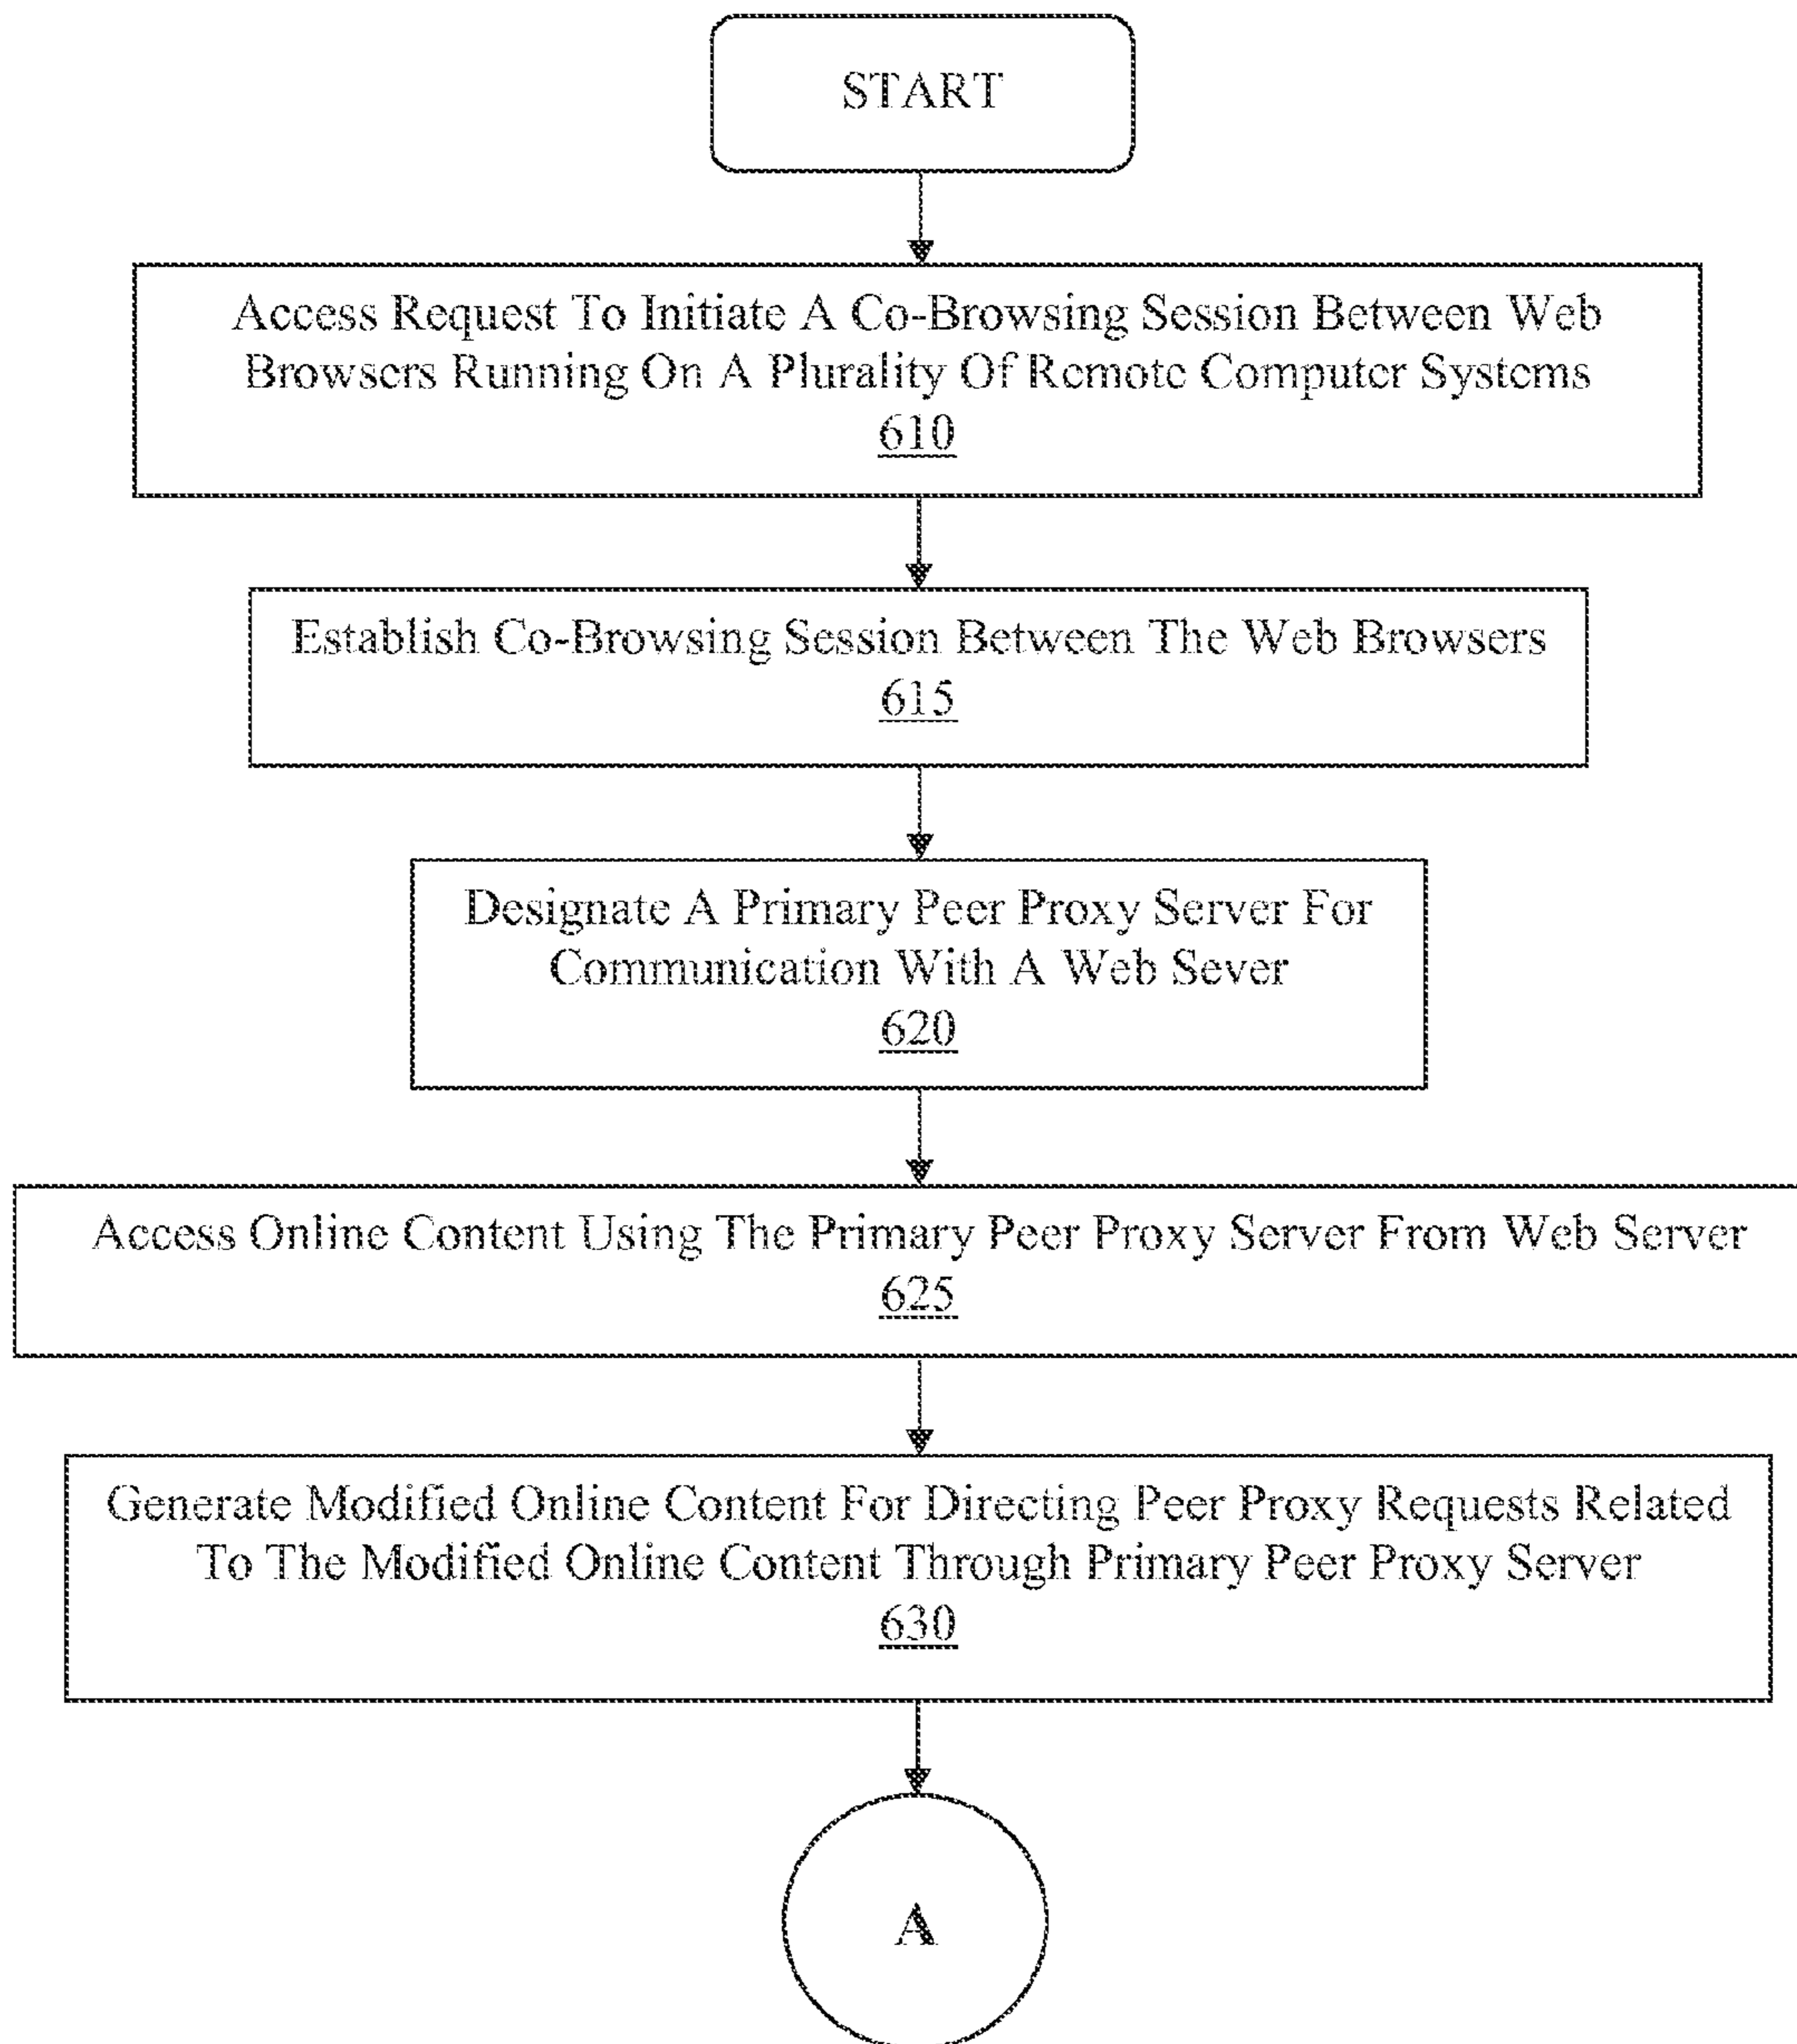 START
Access Request To Initiate A Co-Browsing Session Between Web
Browsers Running On A Plurality Of Remote Computer Systems
610
Establish Co-Browsing Session Between The Web Browsers
615
Designate A Primary Peer Proxy Server For
Communication With A Web Sever
620
Access Online Content Using The Primary Peer Proxy Server From Web Server
625
Generate Modified Online Content For Directing Peer Proxy Requests Related
To The Modified Online Content Through Primary Peer Proxy Server
630
A